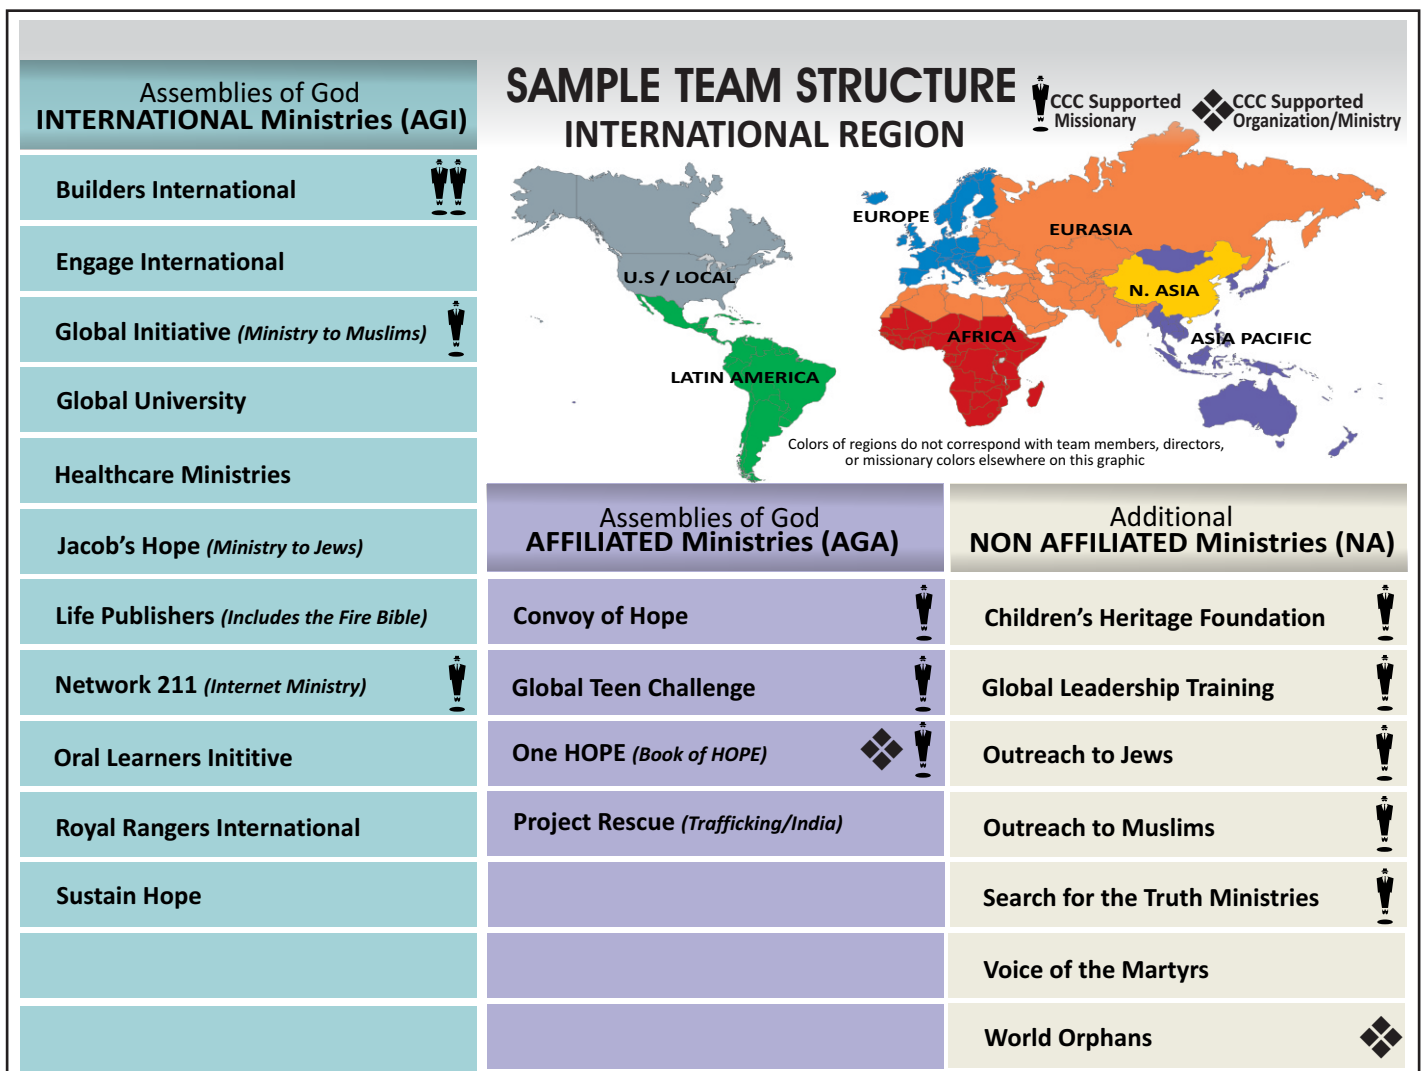 Assemblies of God
INTERNATIONAL Ministries (AGI)
Builders International
Engage International
Global Initiative (Ministry to Muslims)
Global University
Healthcare Ministries
Jacob’s Hope (Ministry to Jews)
Life Publishers (Includes the Fire Bible)
Network 211 (Internet Ministry)
Oral Learners Inititive
Royal Rangers International
Sustain Hope
SAMPLE TEAM STRUCTURE
INTERNATIONAL REGION
CCC Supported
Missionary
CCC Supported
Organization/Ministry
EUROPE
EURASIA
U.S / LOCAL
N. ASIA
AFRICA
ASIA PACIFIC
LATIN AMERICA
Colors of regions do not correspond with team members, directors,
or missionary colors elsewhere on this graphic
Assemblies of God
AFFILIATED Ministries (AGA)
Convoy of Hope
Global Teen Challenge
One HOPE (Book of HOPE)
Project Rescue (Trafficking/India)
Additional
NON AFFILIATED Ministries (NA)
Children’s Heritage Foundation
Global Leadership Training
Outreach to Jews
Outreach to Muslims
Search for the Truth Ministries
Voice of the Martyrs
World Orphans